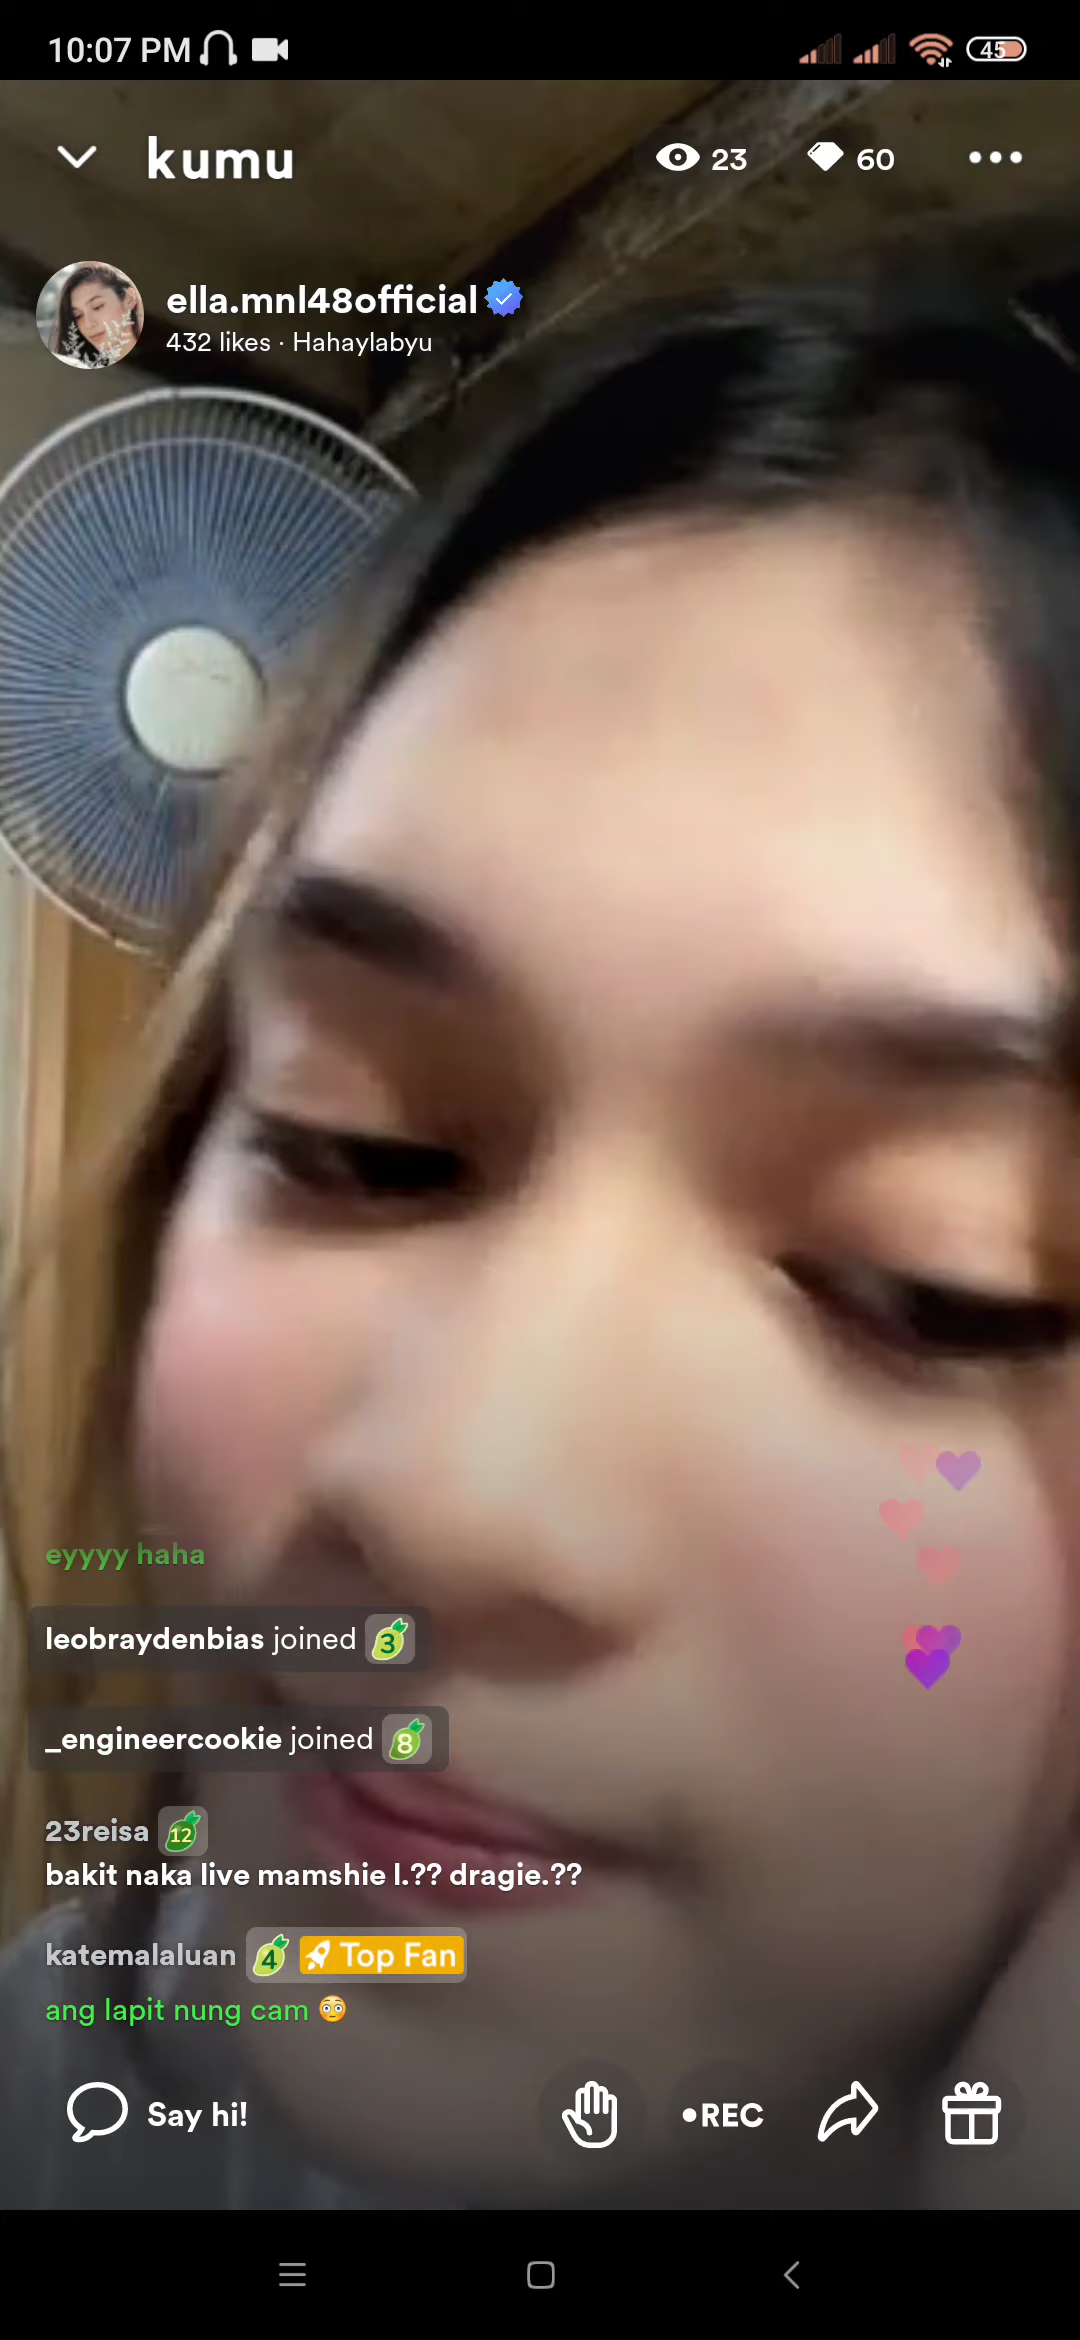 10:07 PM 45
kumu 23 60
ella.mnl48official
432 likes · Hahaylabyu
eyyyy haha
leobraydenbias joined 3
_engineercookie joined 8
23reisa 12
bakit naka live mamshie l.?? dragie.??
katemalaluan 4 Top Fan
ang lapit nung cam 😳
Say hi! •REC